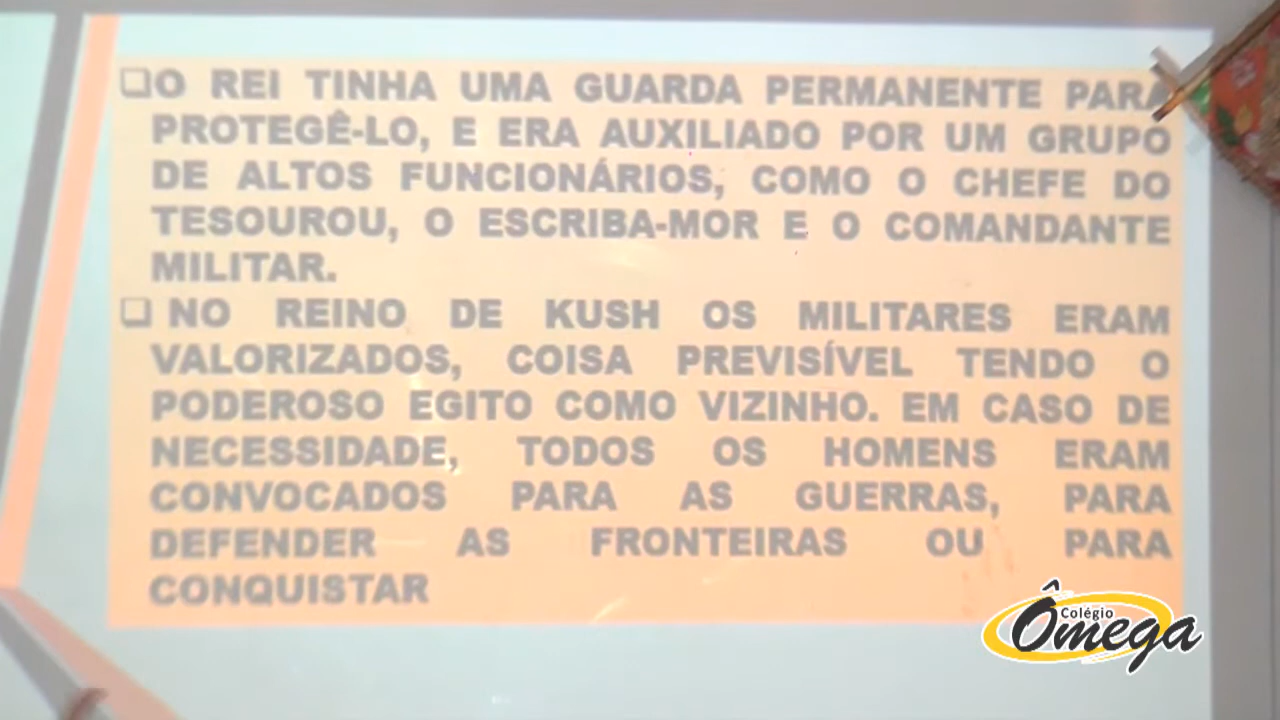 ❑O REI TINHA UMA GUARDA PERMANENTE PARA
PROTEGÊ-LO, E ERA AUXILIADO POR UM GRUPO
DE ALTOS FUNCIONÁRIOS, COMO O CHEFE DO
TESOUROU, O ESCRIBA-MOR E O COMANDANTE
MILITAR.
❑ NO REINO DE KUSH OS MILITARES ERAM
VALORIZADOS, COISA PREVISÍVEL TENDO O
PODEROSO EGITO COMO VIZINHO. EM CASO DE
NECESSIDADE, TODOS OS HOMENS ERAM
CONVOCADOS PARA AS GUERRAS, PARA
DEFENDER AS FRONTEIRAS OU PARA
CONQUISTAR
Colégio
Ômega